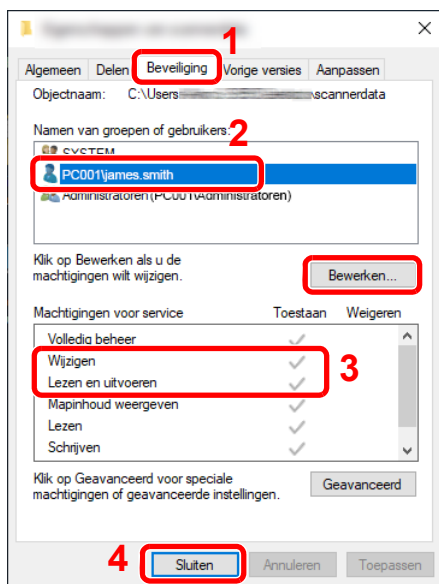 1
Algemeen Delen Beveiliging Vorige versies Aanpassen
Objectnaam: C:\Users \scannerdata
Namen van groepen of gebruikers:
2
SYSTEM
PC001\james.smith
Administratoren (PC001\Administratoren)
Klik op Bewerken als u de
machtigingen wilt wijzigen.
Bewerken...
Machtigingen voor service Toestaan Weigeren
Volledig beheer
Wijzigen
Lezen en uitvoeren
3
Mapinhoud weergeven
Lezen
Schrijven
Klik op Geavanceerd voor speciale
machtigingen of geavanceerde instellingen.
Geavanceerd
4
Sluiten Annuleren Toepassen